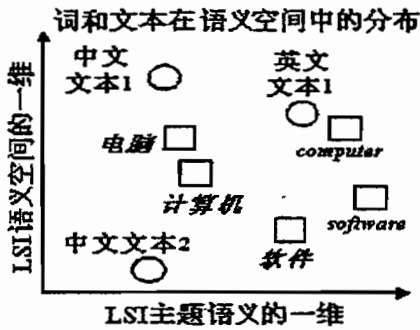 词和文本在语义空间中的分布
中文
文本1
英文
文本1
电脑
computer
计算机
software
中文文本2
软件
LSI语义空间的一维
LSI主题语义的一维